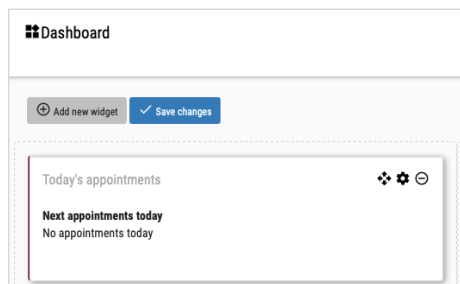 Dashboard
Add new widget
Save changes
Today's appointments
Next appointments today
No appointments today